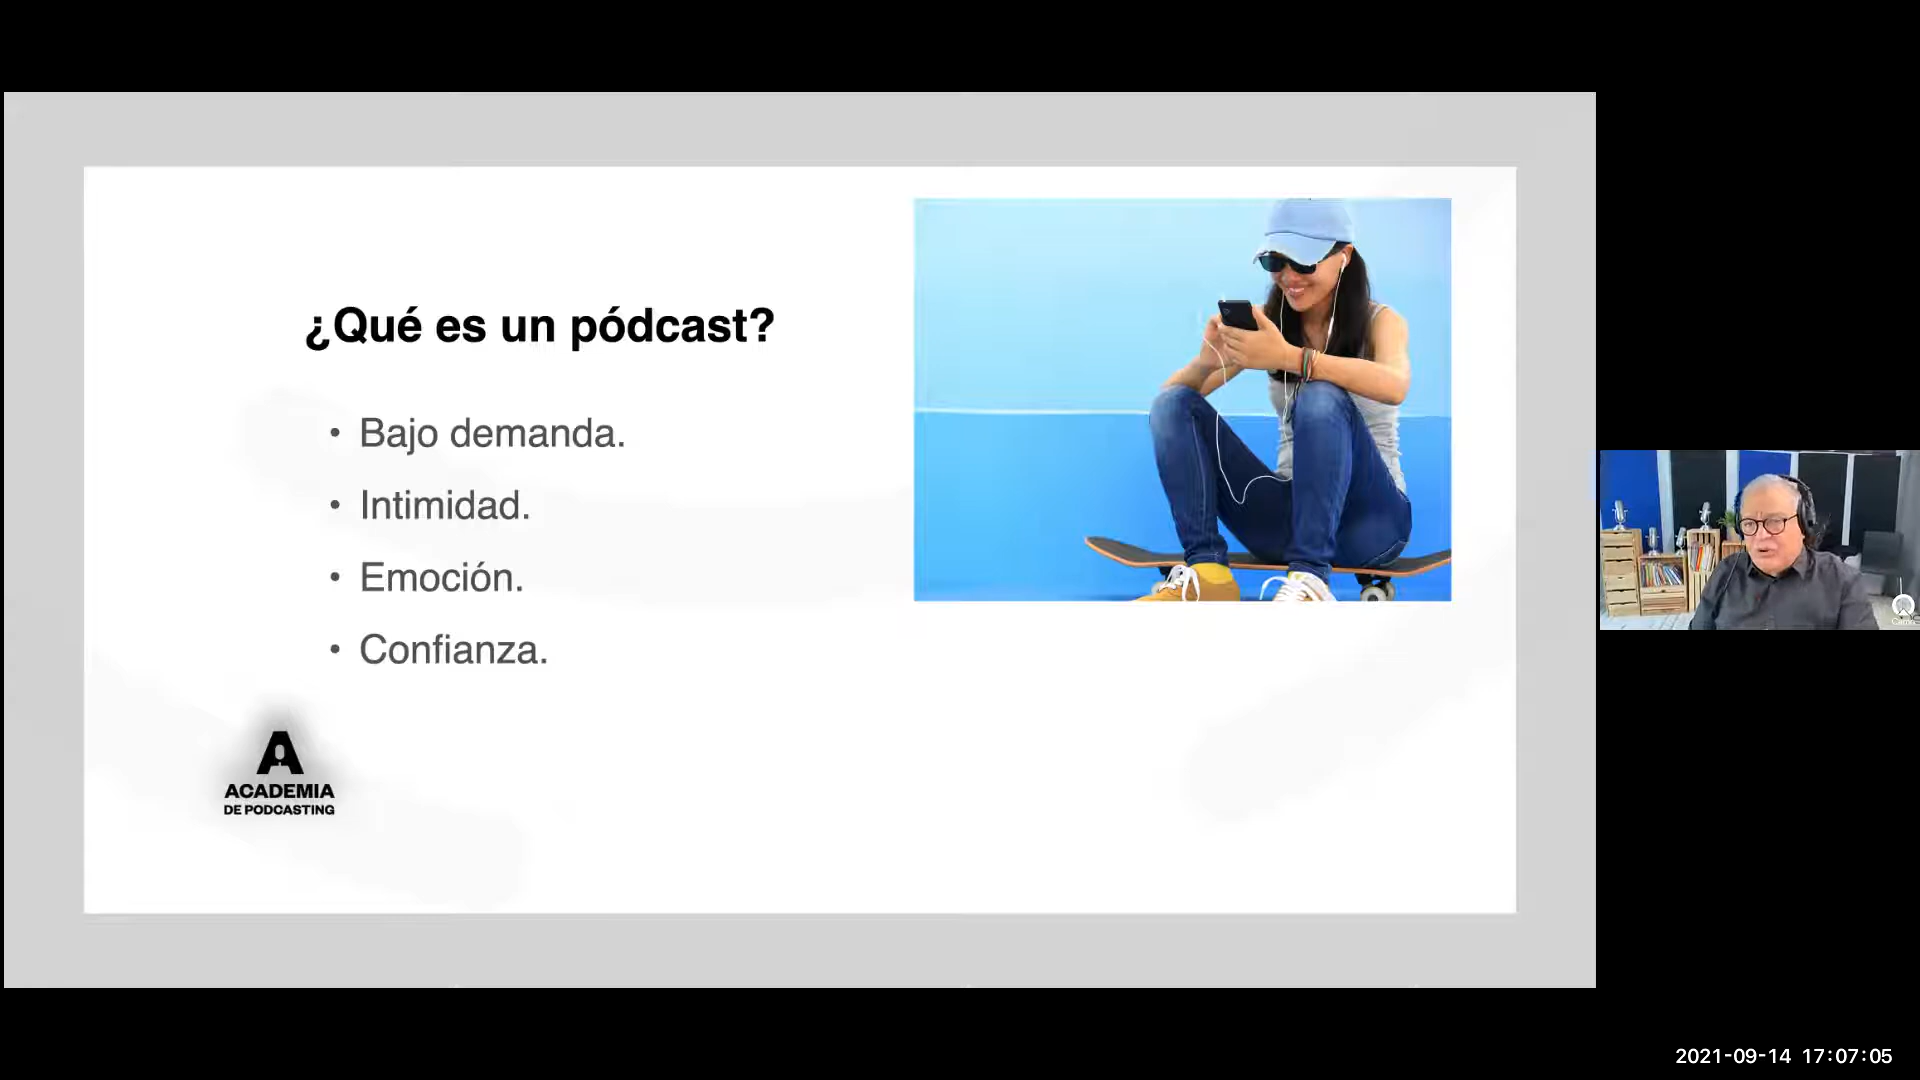 ¿Qué es un pódcast?
• Bajo demanda.
• Intimidad.
• Emoción.
• Confianza.
ACADEMIA
DE PODCASTING
2021-09-14 17:07:05